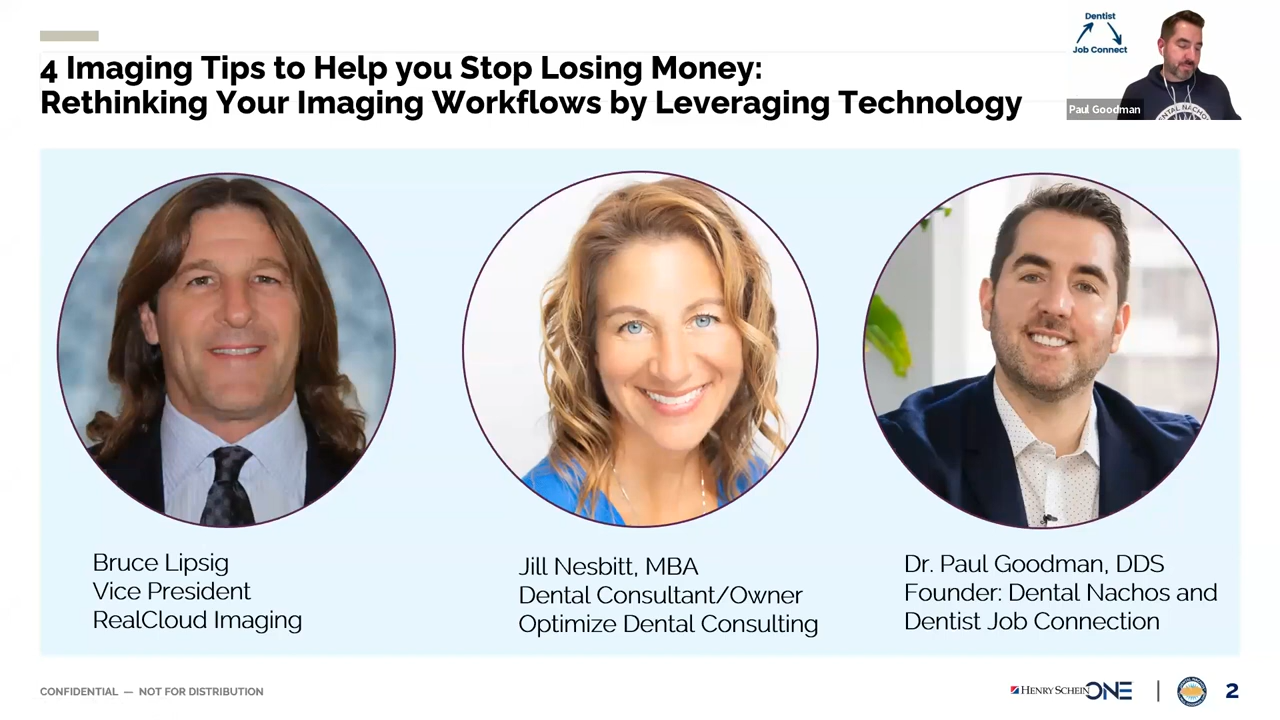 4 Imaging Tips to Help you Stop Losing Money:
Rethinking Your Imaging Workflows by Leveraging Technology
Dentist
Job Connect
Paul Goodman
Bruce Lipsig
Vice President
RealCloud Imaging
Jill Nesbitt, MBA
Dental Consultant/Owner
Optimize Dental Consulting
Dr. Paul Goodman, DDS
Founder: Dental Nachos and
Dentist Job Connection
CONFIDENTIAL — NOT FOR DISTRIBUTION
HENRY SCHEIN ONE
2